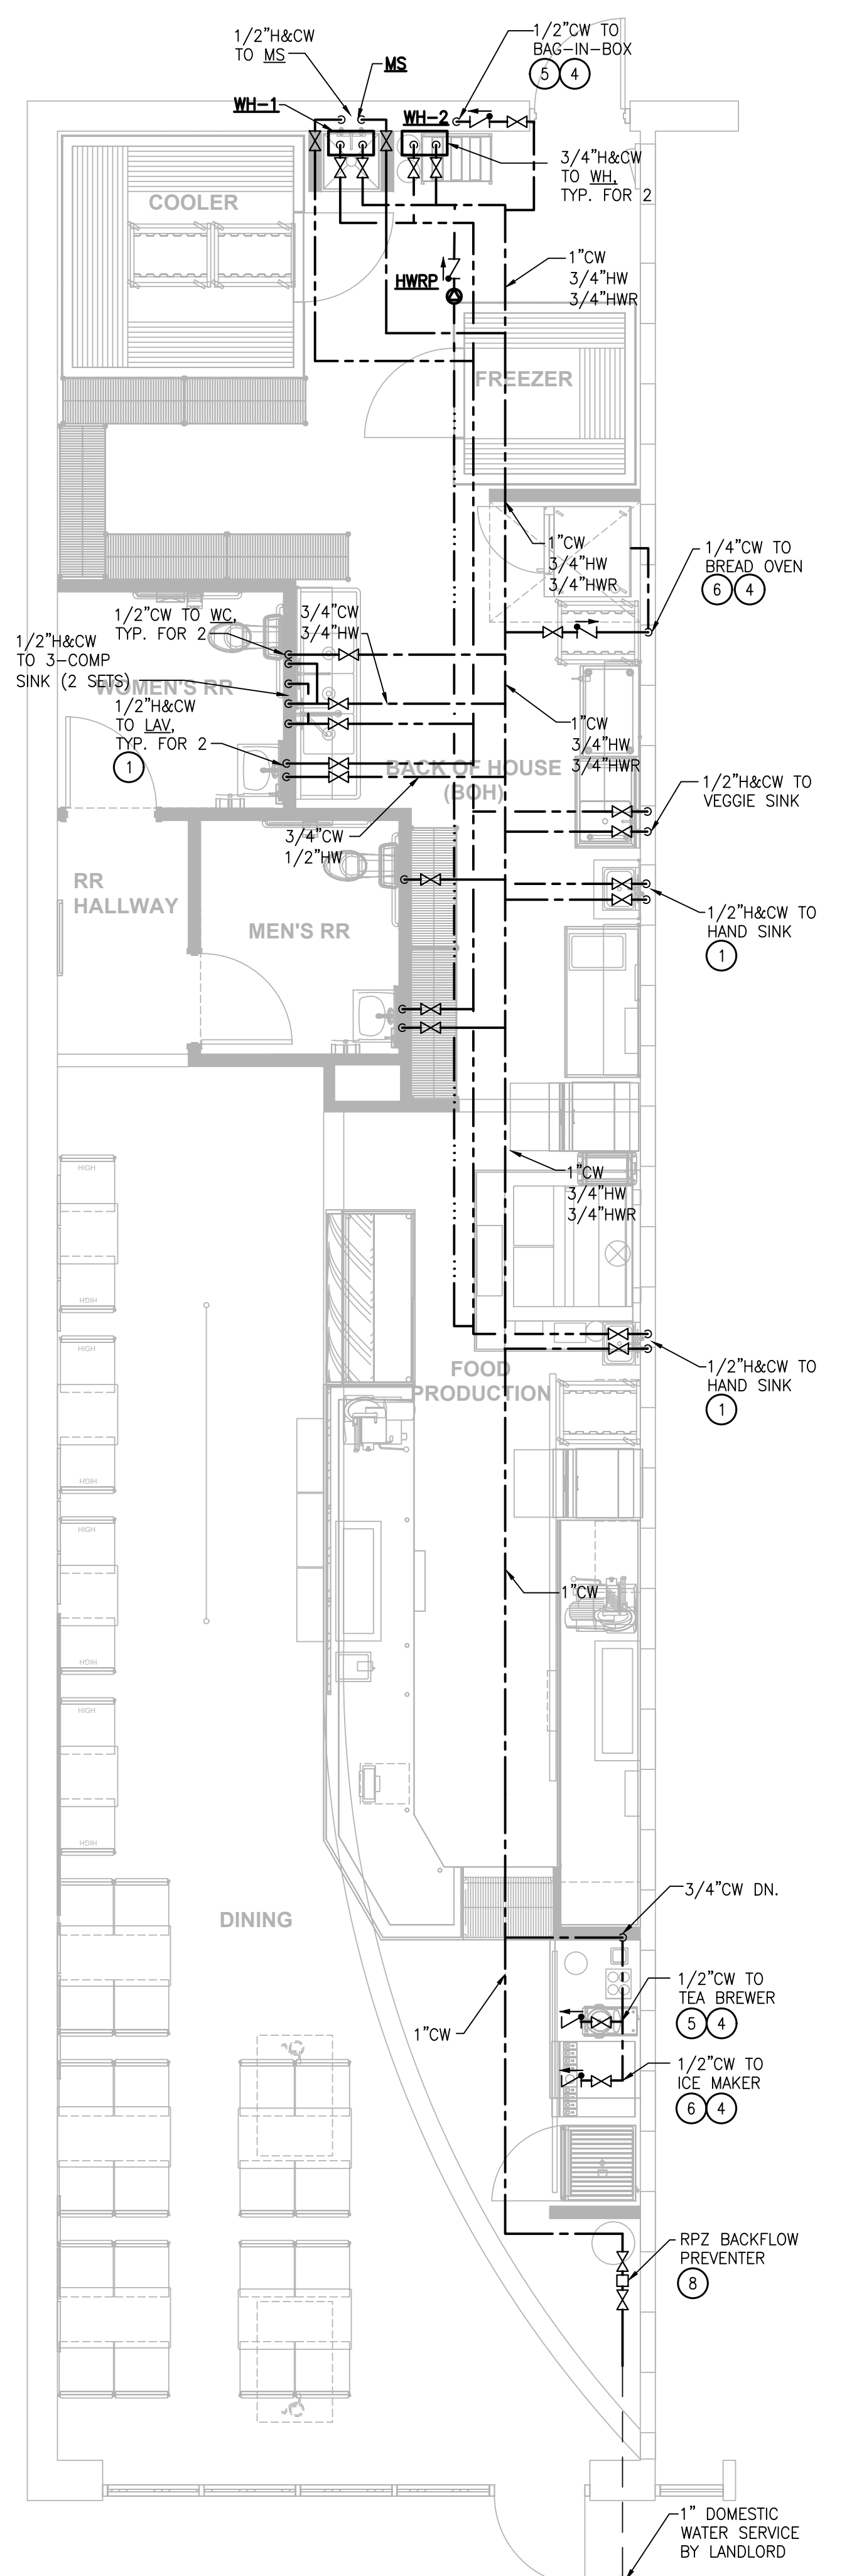 1/2"H&CW
TO MS
MS
1/2"CW TO
BAG-IN-BOX
5 4
WH-1
WH-2
3/4"H&CW
TO WH,
TYP. FOR 2
COOLER
1"CW
3/4"HW
3/4"HWR
HWRP
FREEZER
1"CW
3/4"HW
3/4"HWR
1/4"CW TO
BREAD OVEN
6 4
1/2"CW TO WC,
TYP. FOR 2
3/4"CW
3/4"HW
1/2"H&CW
TO 3-COMP
SINK (2 SETS)
WOMEN'S RR
1/2"H&CW
TO LAV,
TYP. FOR 2
1
1"CW
3/4"HW
3/4"HWR
BACK OF HOUSE
(BOH)
1/2"H&CW TO
VEGGIE SINK
3/4"CW
1/2"HW
RR
HALLWAY
MEN'S RR
1/2"H&CW TO
HAND SINK
1
1"CW
3/4"HW
3/4"HWR
HIGH
HIGH
HIGH
HIGH
HIGH
HIGH
HIGH
HIGH
FOOD
PRODUCTION
1/2"H&CW TO
HAND SINK
1
1"CW
DINING
3/4"CW DN.
1"CW
1/2"CW TO
TEA BREWER
5 4
1/2"CW TO
ICE MAKER
6 4
RPZ BACKFLOW
PREVENTER
8
1" DOMESTIC
WATER SERVICE
BY LANDLORD